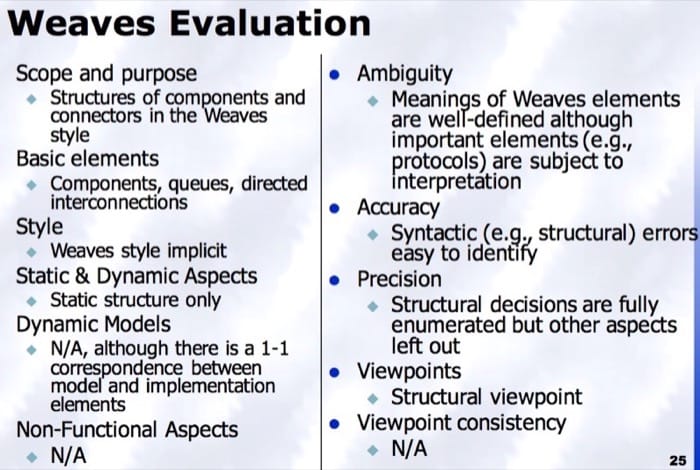 Weaves Evaluation
Scope and purpose
Structures of components and
connectors in the Weaves
style
Basic elements
Components, queues, directed
interconnections
Style
Weaves style implicit
Static & Dynamic Aspects
Static structure only
Dynamic Models
N/A, although there is a 1-1
correspondence between
model and implementation
elements
Non-Functional Aspects
N/A
Ambiguity
Meanings of Weaves elements
are well-defined although
important elements (e.g.,
protocols) are subject to
interpretation
Accuracy
Syntactic (e.g., structural) errors
easy to identify
Precision
Structural decisions are fully
enumerated but other aspects
left out
Viewpoints
Structural viewpoint
Viewpoint consistency
N/A
25